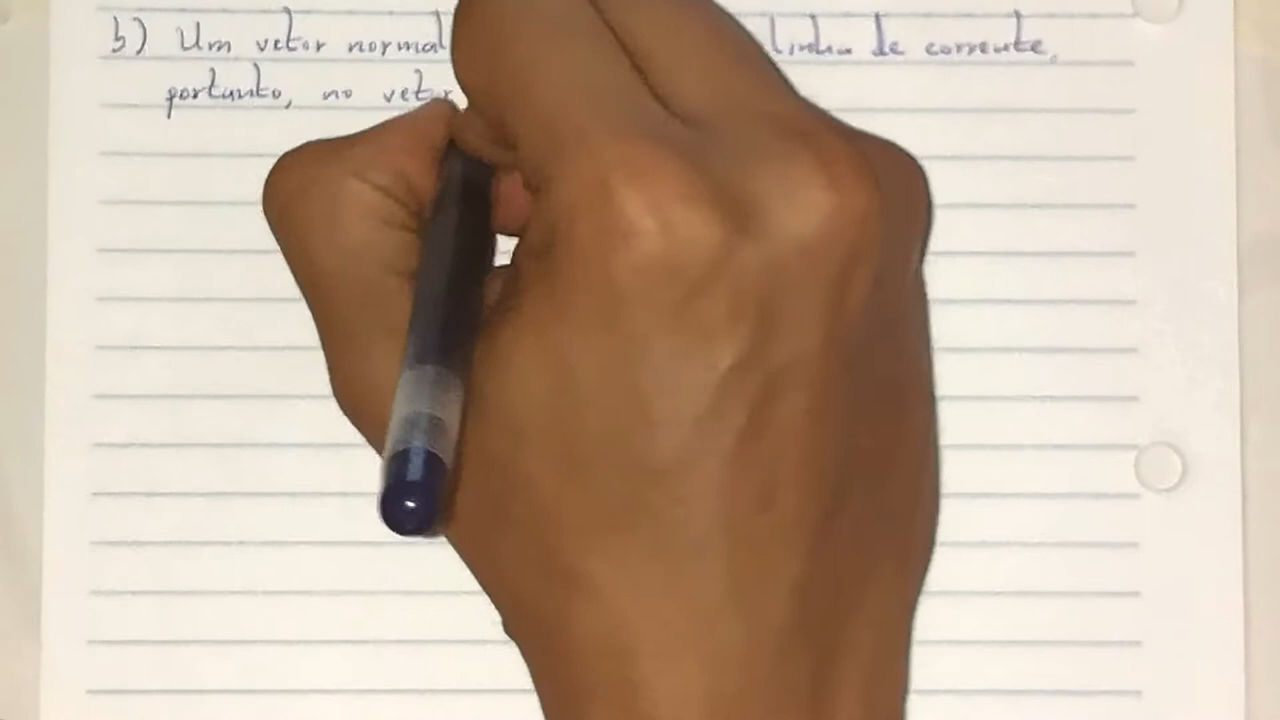 b) Um vetor normal linha de corrente,
portanto, no vetor